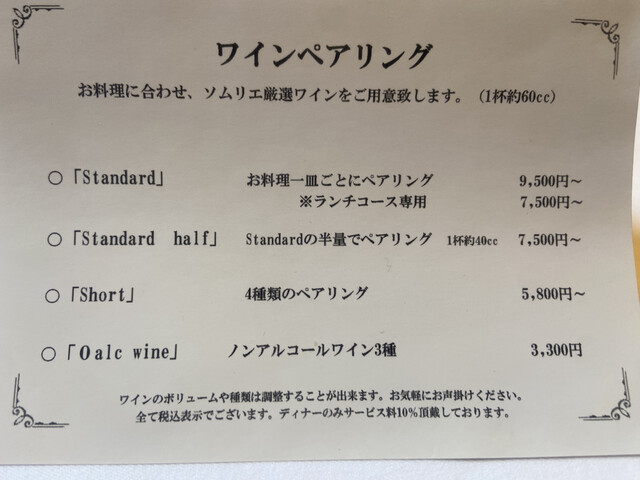 ワインペアリング
お料理に合わせ、ソムリエ厳選ワインをご用意致します。（1杯約60cc）
○「Standard」 お料理一皿ごとにペアリング 9,500円～
※ランチコース専用 7,500円～
○「Standard half」 Standardの半量でペアリング 1杯約40cc 7,500円～
○「Short」 4種類のペアリング 5,800円～
○「0alc wine」 ノンアルコールワイン3種 3,300円
ワインのボリュームや種類は調整することが出来ます。お気軽にお声掛けください。
全て税込表示でございます。ディナーのみサービス料10%頂戴しております。